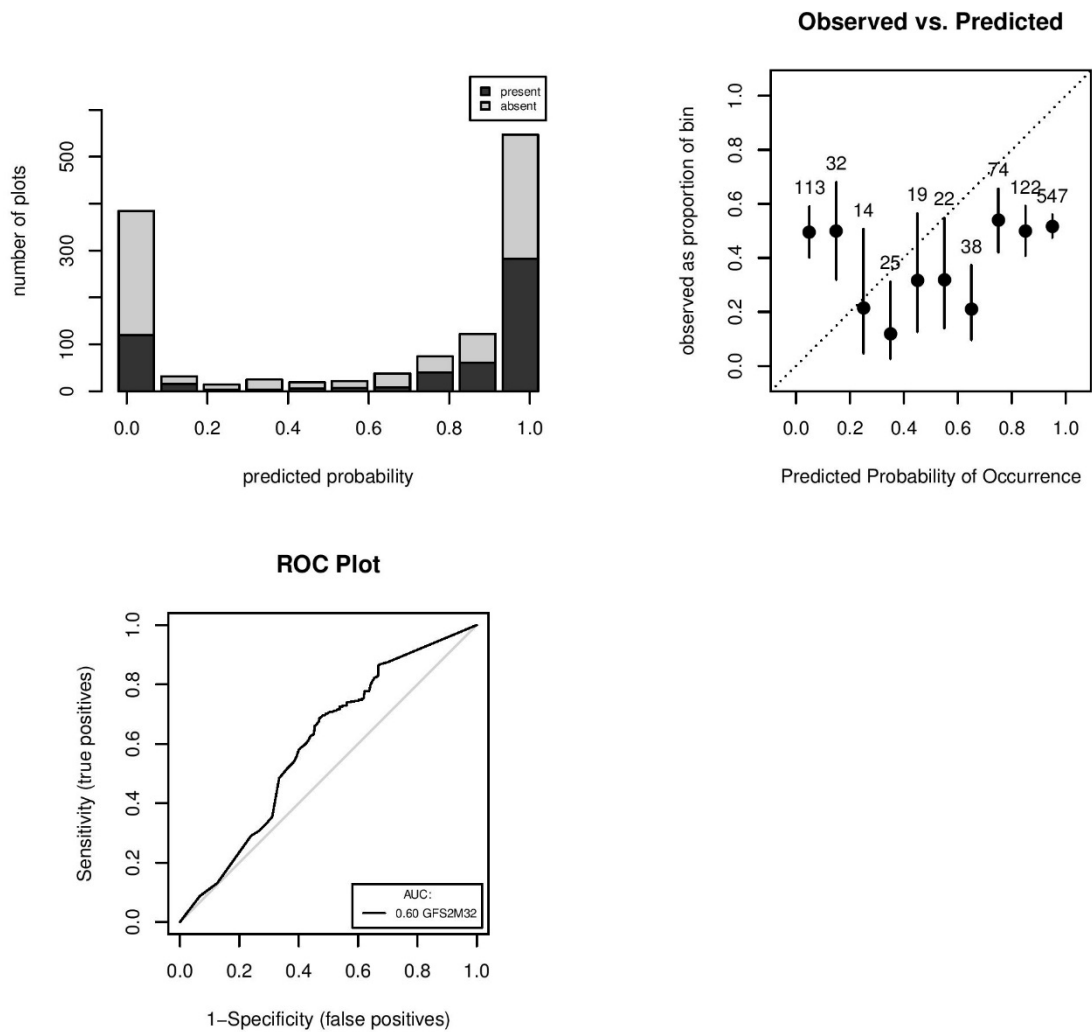 present
absent
number of plots
0
100
300
500
0.0 0.2 0.4 0.6 0.8 1.0
predicted probability
Observed vs. Predicted
observed as proportion of bin
0.0
0.2
0.4
0.6
0.8
1.0
113
32
14
25
19
22
38
74
122
547
0.0 0.2 0.4 0.6 0.8 1.0
Predicted Probability of Occurrence
ROC Plot
Sensitivity (true positives)
0.0
0.2
0.4
0.6
0.8
1.0
AUC:
0.60 GFS2M32
0.0 0.2 0.4 0.6 0.8 1.0
1−Specificity (false positives)